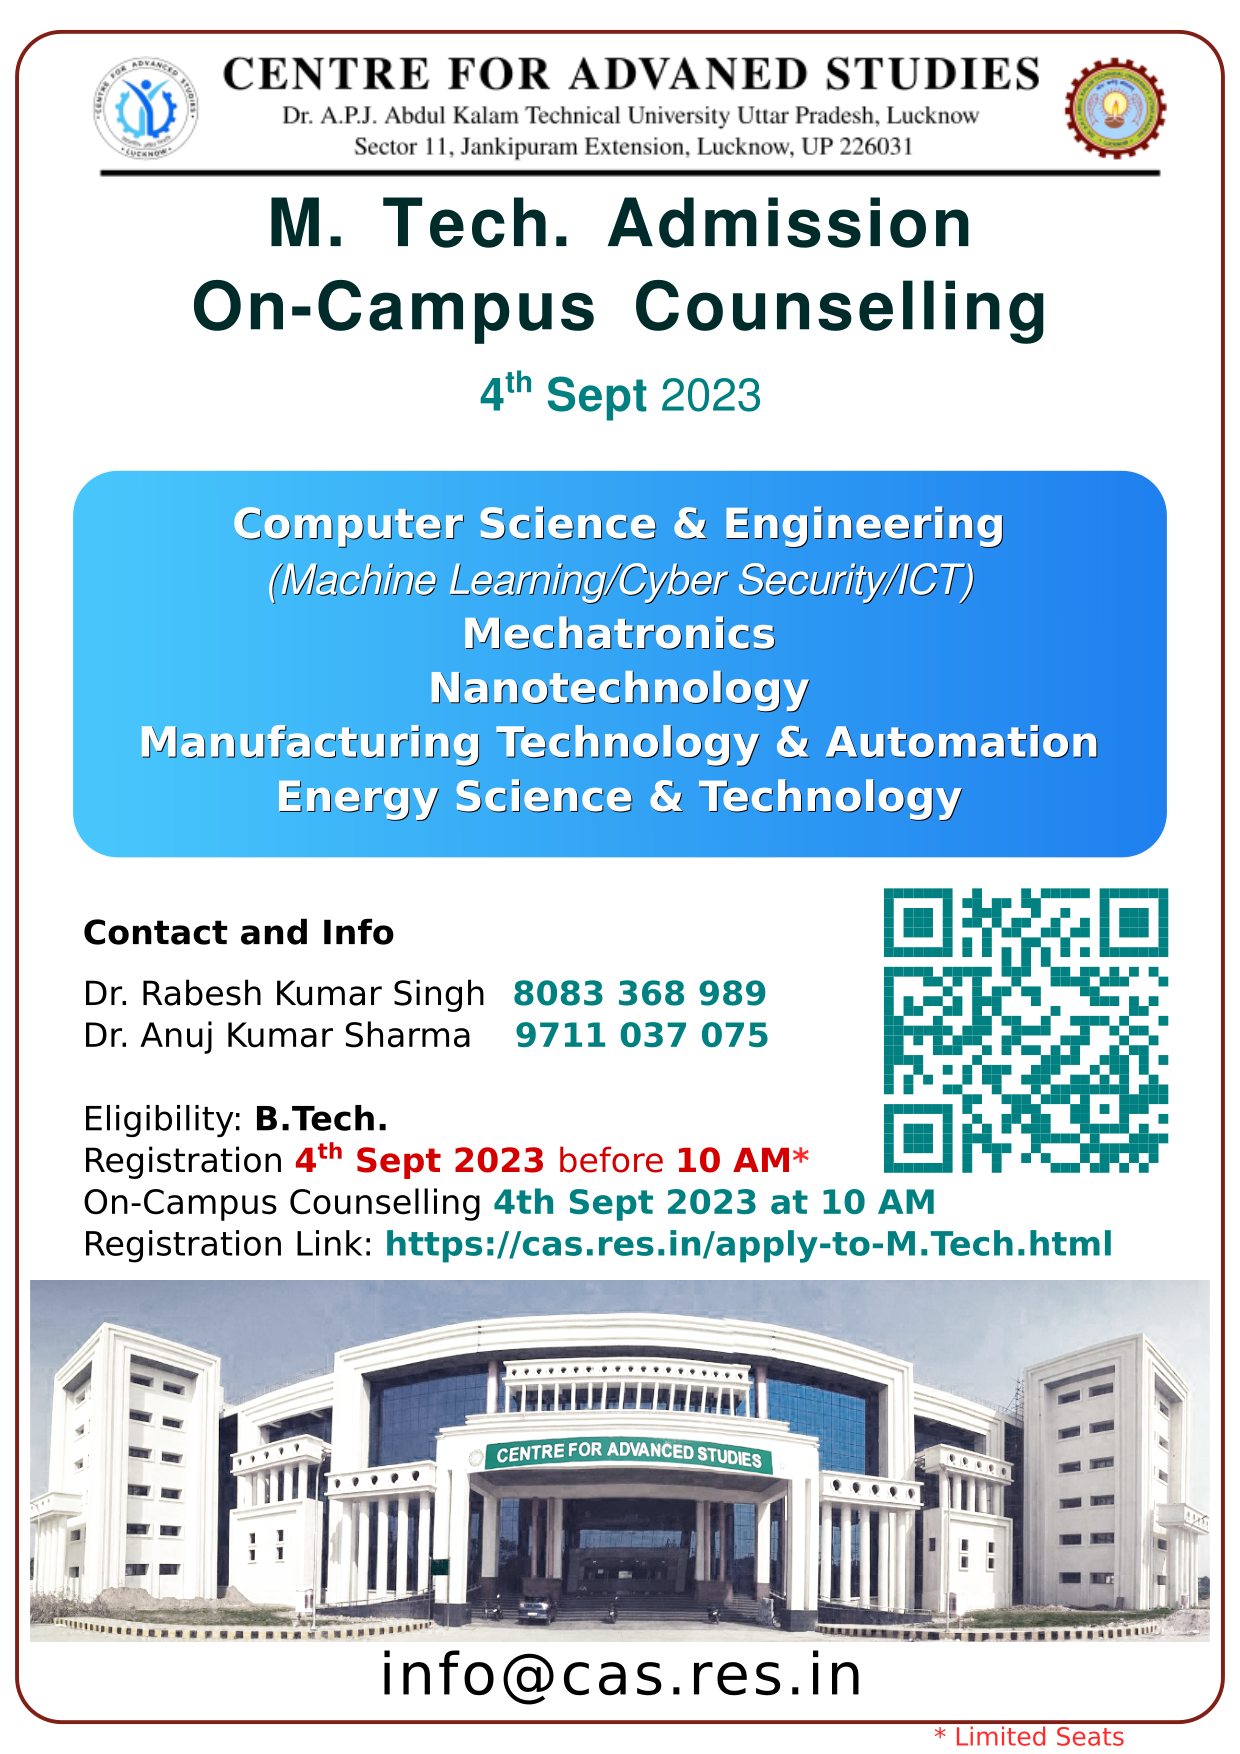 CENTRE FOR ADVANED STUDIES
Dr. A.P.J. Abdul Kalam Technical University Uttar Pradesh, Lucknow
Sector 11, Jankipuram Extension, Lucknow, UP 226031
CENTRE FOR ADVANCED STUDIES
LUCKNOW
M. Tech. Admission
On-Campus Counselling
4th Sept 2023
Computer Science & Engineering
(Machine Learning/Cyber Security/ICT)
Mechatronics
Nanotechnology
Manufacturing Technology & Automation
Energy Science & Technology
Contact and Info
Dr. Rabesh Kumar Singh 8083 368 989
Dr. Anuj Kumar Sharma 9711 037 075
Eligibility: B.Tech.
Registration 4th Sept 2023 before 10 AM*
On-Campus Counselling 4th Sept 2023 at 10 AM
Registration Link: https://cas.res.in/apply-to-M.Tech.html
CENTRE FOR ADVANCED STUDIES
info@cas.res.in
* Limited Seats